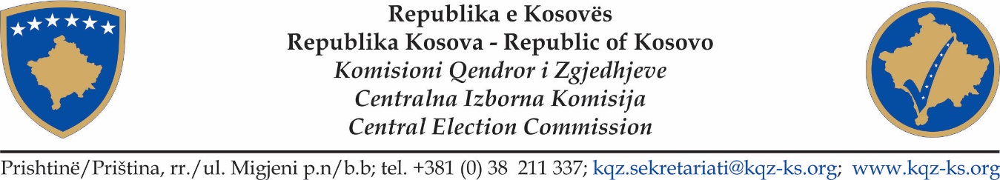 Republika e Kosovës
Republika Kosova - Republic of Kosovo
Komisioni Qendror i Zgjedhjeve
Centralna Izborna Komisija
Central Election Commission
Prishtinë/Priština, rr./ul. Migjeni p.n/b.b; tel. +381 (0) 38 211 337; kqz.sekretariati@kqz-ks.org; www.kqz-ks.org